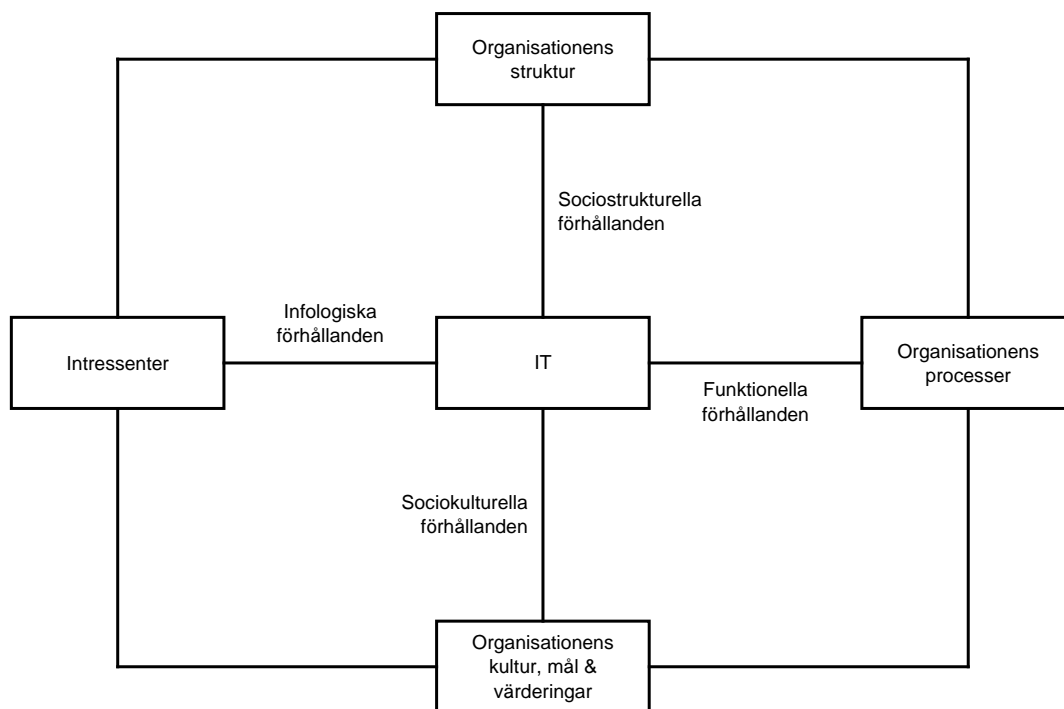 Organisationens
struktur
Sociostrukturella
förhållanden
Infologiska
förhållanden
Intressenter
IT
Organisationens
processer
Funktionella
förhållanden
Sociokulturella
förhållanden
Organisationens
kultur, mål &
värderingar